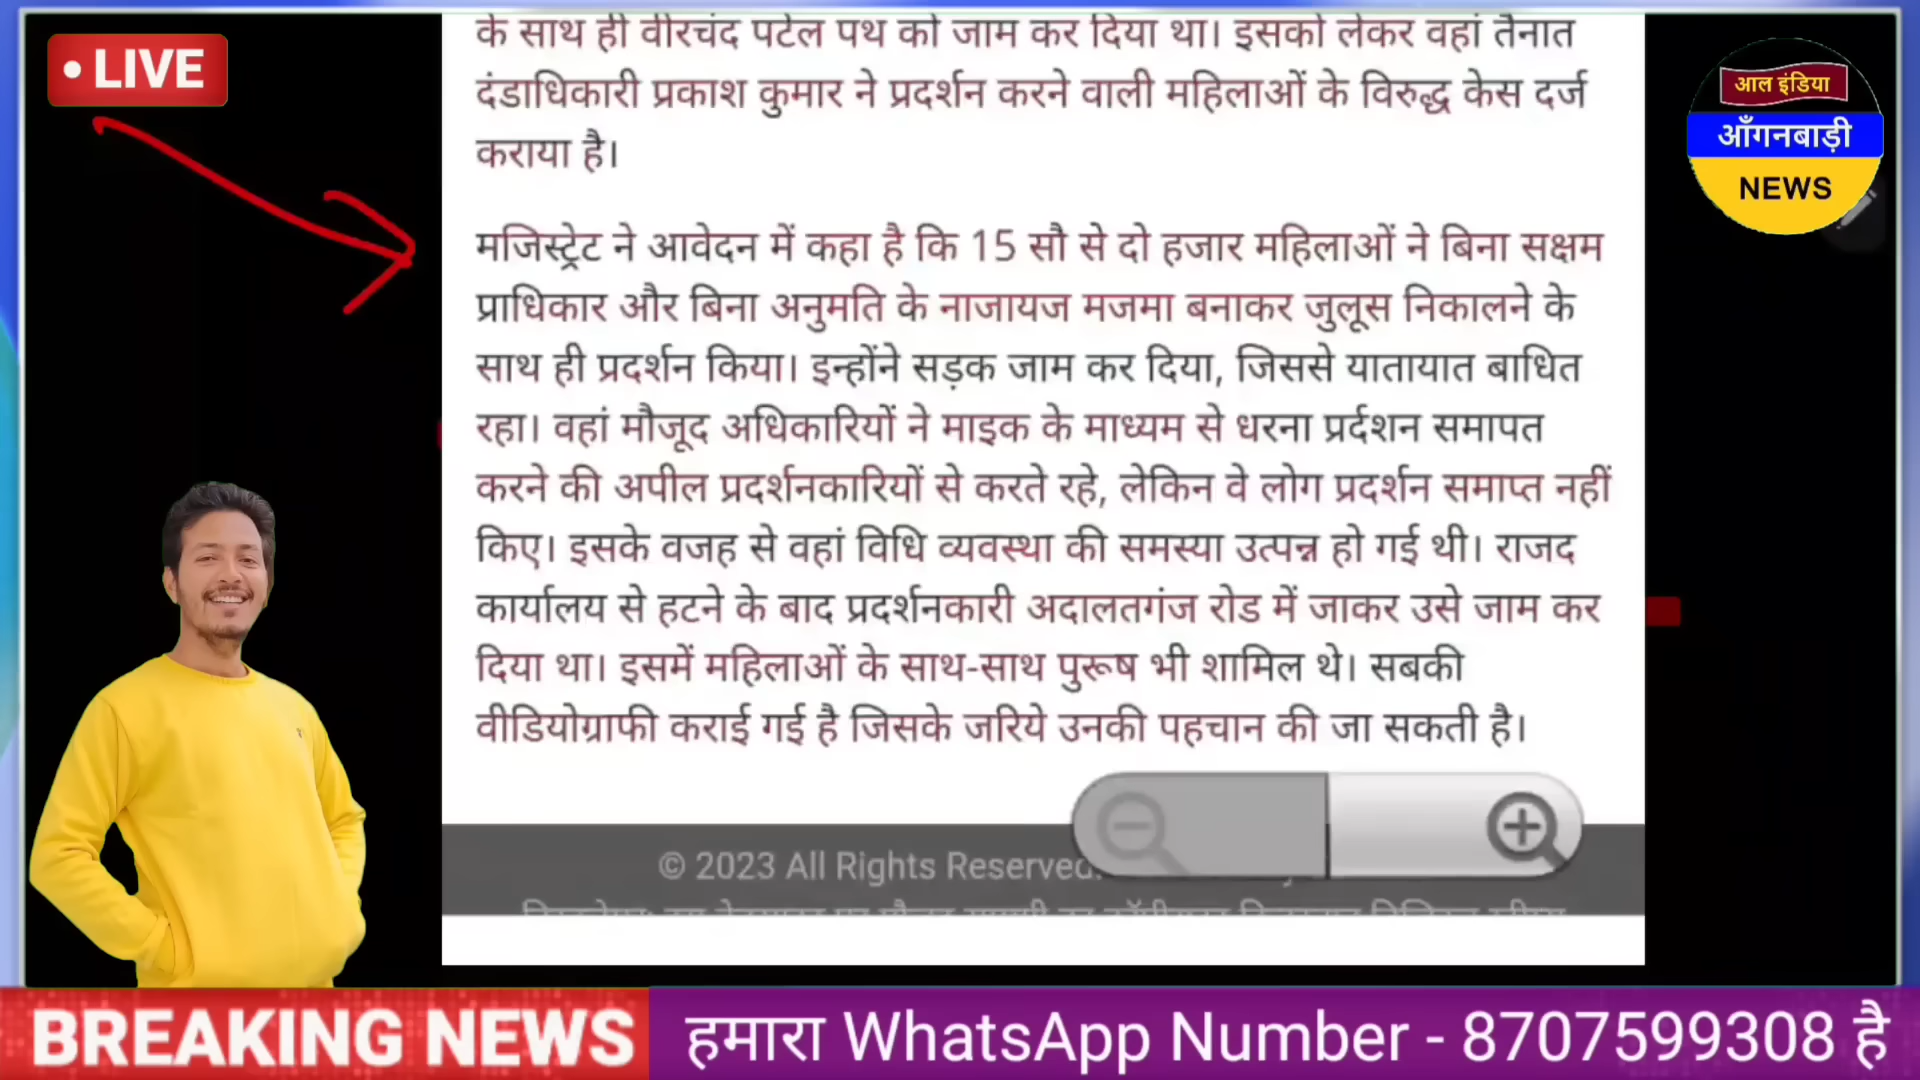 • LIVE
के साथ ही वीरचंद पटेल पथ को जाम कर दिया था। इसको लेकर वहां तैनात
दंडाधिकारी प्रकाश कुमार ने प्रदर्शन करने वाली महिलाओं के विरुद्ध केस दर्ज
कराया है।
आल इंडिया
आँगनबाड़ी
NEWS
मजिस्ट्रेट ने आवेदन में कहा है कि 15 सौ से दो हजार महिलाओं ने बिना सक्षम
प्राधिकार और बिना अनुमति के नाजायज मजमा बनाकर जुलूस निकालने के
साथ ही प्रदर्शन किया। इन्होंने सड़क जाम कर दिया, जिससे यातायात बाधित
रहा। वहां मौजूद अधिकारियों ने माइक के माध्यम से धरना प्रर्दशन समापत
करने की अपील प्रदर्शनकारियों से करते रहे, लेकिन वे लोग प्रदर्शन समाप्त नहीं
किए। इसके वजह से वहां विधि व्यवस्था की समस्या उत्पन्न हो गई थी। राजद
कार्यालय से हटने के बाद प्रदर्शनकारी अदालतगंज रोड में जाकर उसे जाम कर
दिया था। इसमें महिलाओं के साथ-साथ पुरूष भी शामिल थे। सबकी
वीडियोग्राफी कराई गई है जिसके जरिये उनकी पहचान की जा सकती है।
© 2023 All Rights Reserved.
BREAKING NEWS
हमारा WhatsApp Number - 8707599308 है